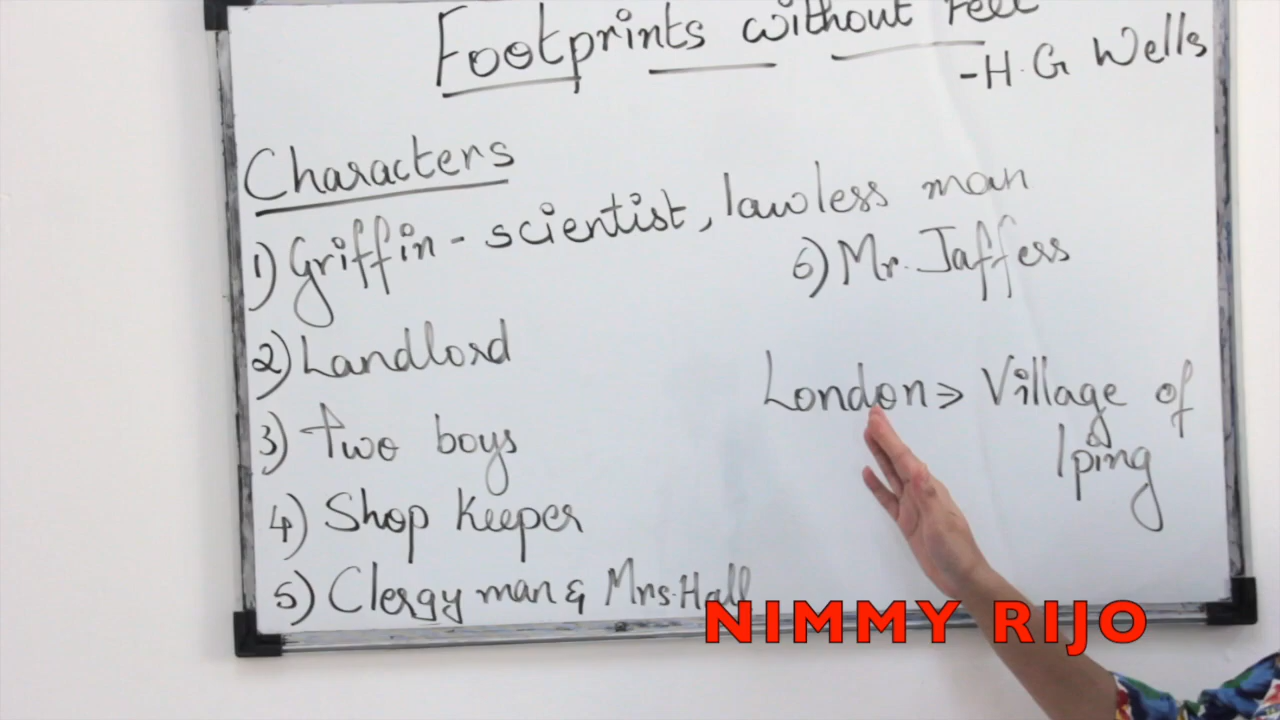 Footprints without Feet
-H.G Wells
Characters
1) Griffin - scientist, lawless man
2) Landlord
3) Two boys
4) Shop Keeper
5) Clergy man & Mrs. Hall
6) Mr. Jaffess
London => Village of
Iping
NIMMY RIJO